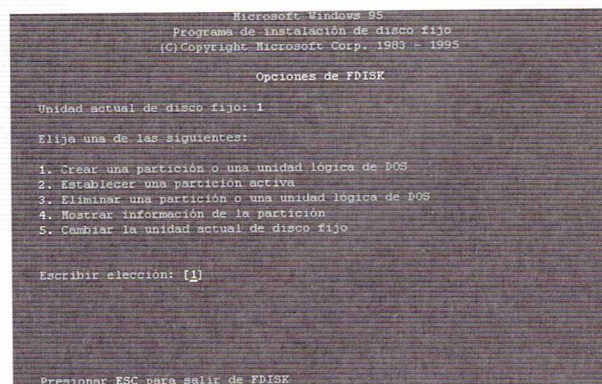 Microsoft Windows 95
Programa de instalación de disco fijo
(C)Copyright Microsoft Corp. 1983 - 1995
Opciones de FDISK
Unidad actual de disco fijo: 1
Elija una de las siguientes:
1. Crear una partición o una unidad lógica de DOS
2. Establecer una partición activa
3. Eliminar una partición o una unidad lógica de DOS
4. Mostrar información de la partición
5. Cambiar la unidad actual de disco fijo
Escribir elección: [1]
Presionar ESC para salir de FDISK